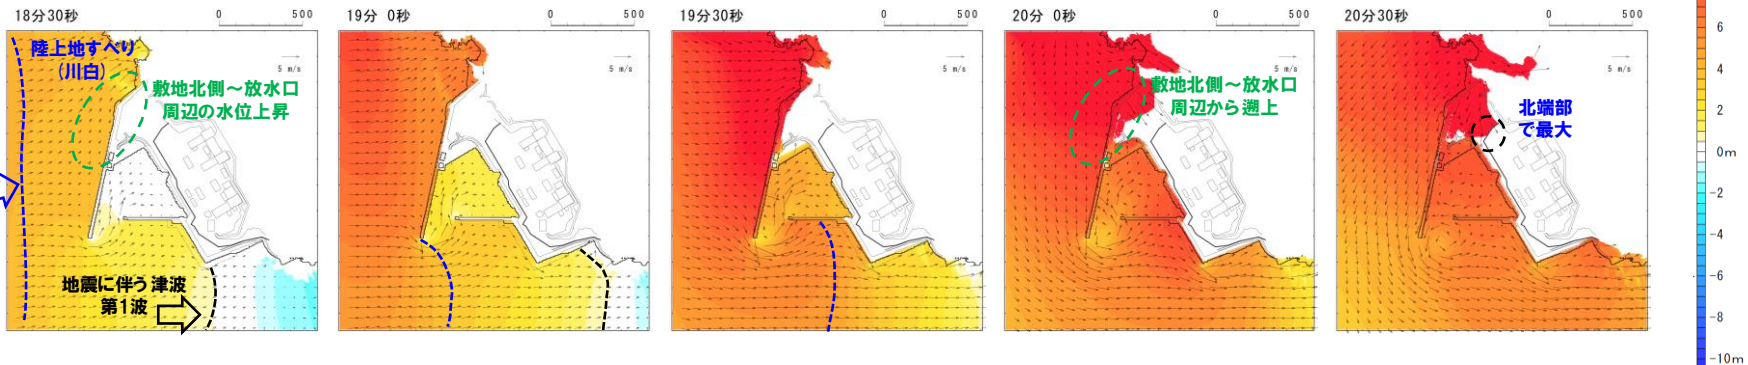 18分30秒
0 500
5 m/s
陸上地すべり
(川白)
敷地北側～放水口
周辺の水位上昇
地震に伴う津波
第1波
19分 0秒
0 500
5 m/s
19分30秒
0 500
5 m/s
20分 0秒
0 500
5 m/s
敷地北側～放水口
周辺から遡上
20分30秒
0 500
5 m/s
北端部
で最大
6
4
2
0m
-2
-4
-6
-8
-10m